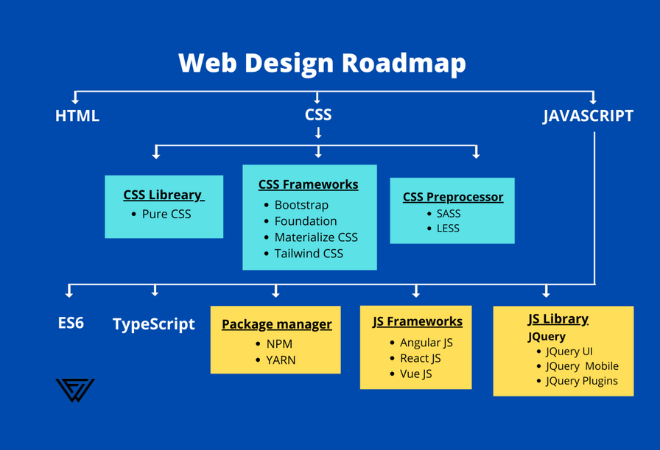 Web Design Roadmap
HTML
CSS
JAVASCRIPT
CSS Libreary
• Pure CSS
CSS Frameworks
• Bootstrap
• Foundation
• Materialize CSS
• Tailwind CSS
CSS Preprocessor
• SASS
• LESS
ES6
TypeScript
Package manager
• NPM
• YARN
JS Frameworks
• Angular JS
• React JS
• Vue JS
JS Library
JQuery
• JQuery UI
• JQuery Mobile
• JQuery Plugins